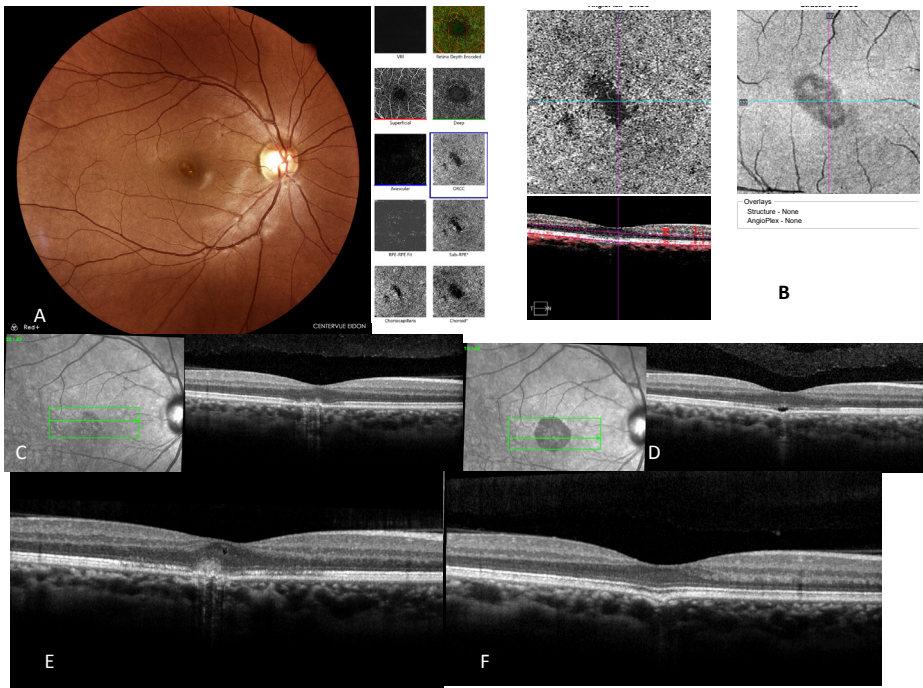 A
Red+
CENTERVUE EIDON
VRI
Retina Depth Encoded
Superficial
Deep
Avascular
ORCC
RPE-RPE Fit
Sub-RPE*
Choriocapillaris
Choroid*
Overlays
Structure - None
AngioPlex - None
B
C
D
E
F